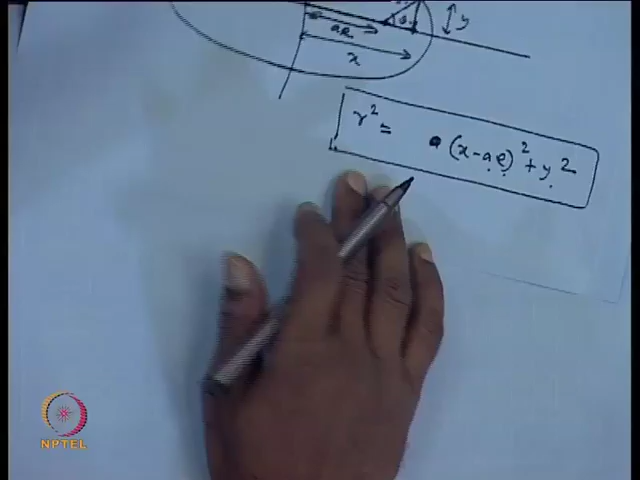 y
ae
x
r² = (x-ae)² + y²
NPTEL